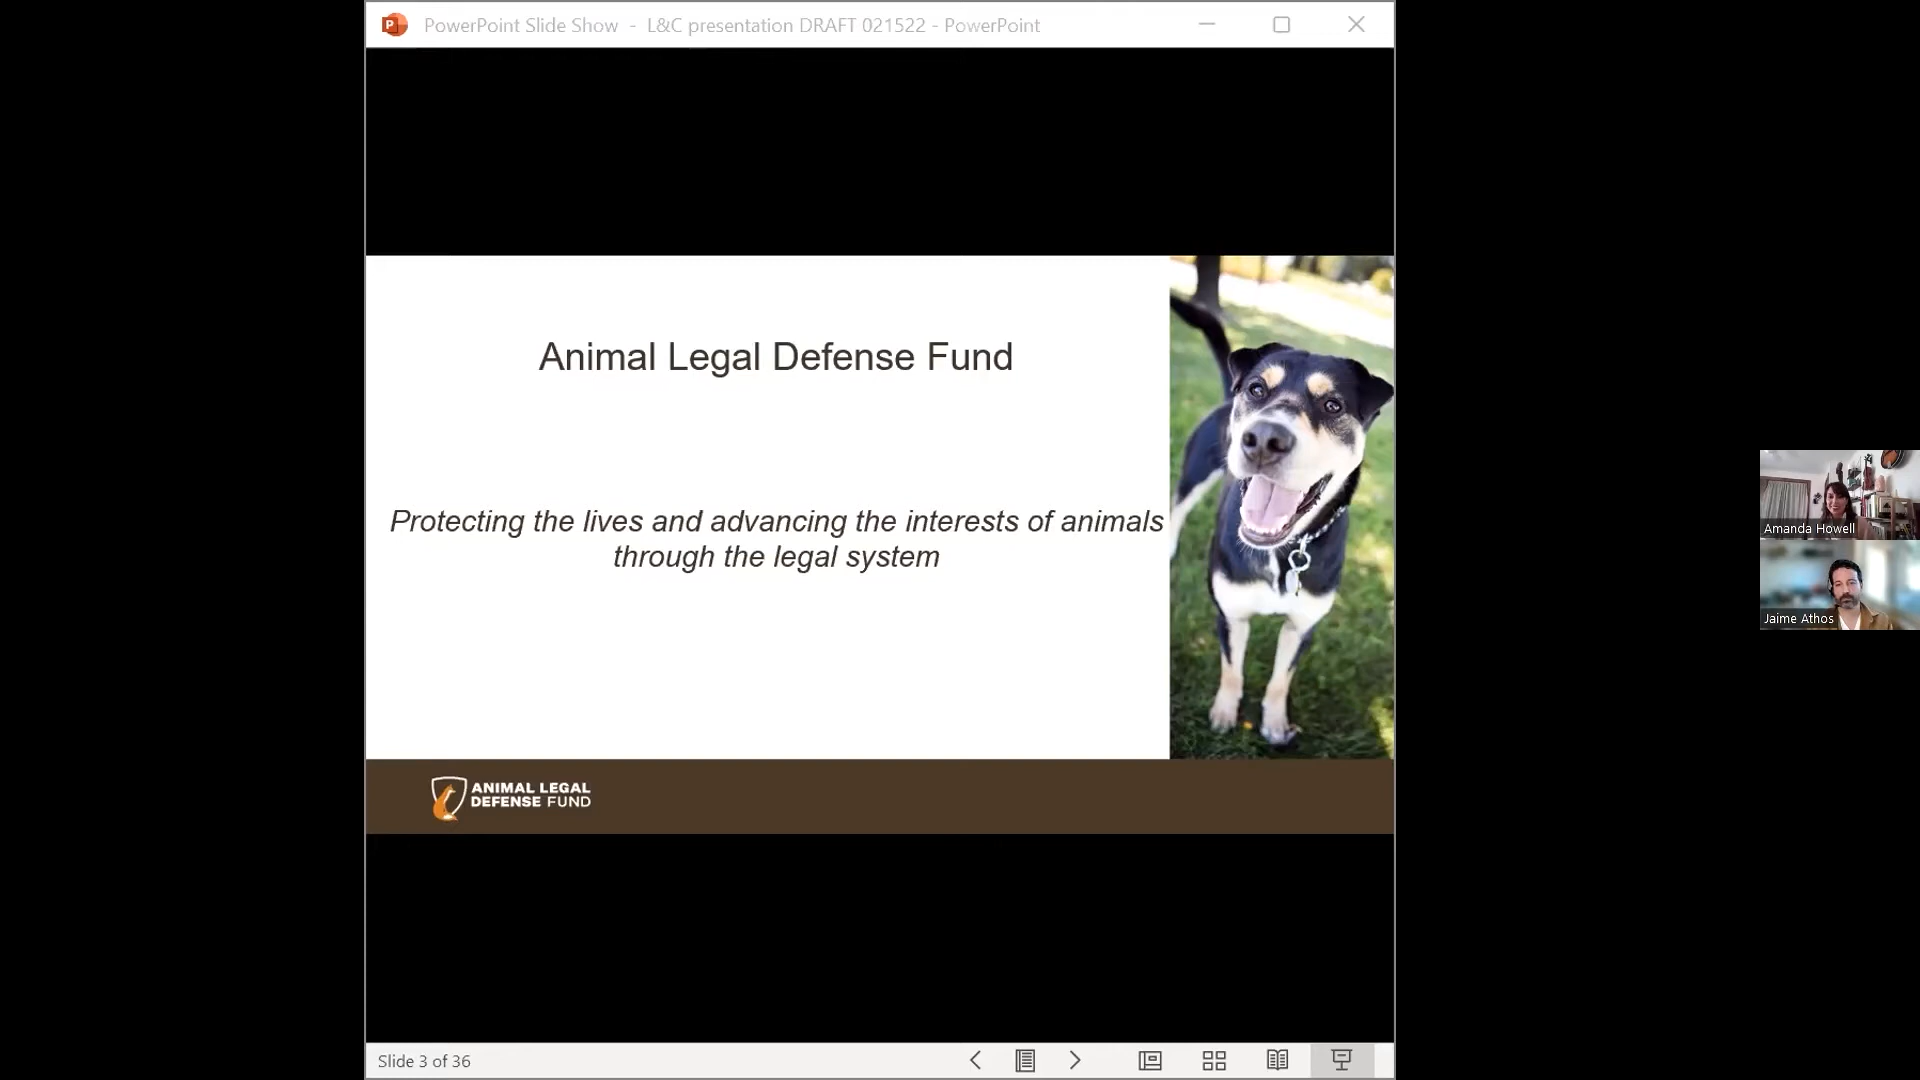 PowerPoint Slide Show - L&C presentation DRAFT 021522 - PowerPoint
Animal Legal Defense Fund
Protecting the lives and advancing the interests of animals
through the legal system
ANIMAL LEGAL
DEFENSE FUND
Amanda Howell
Jaime Athos
Slide 3 of 36